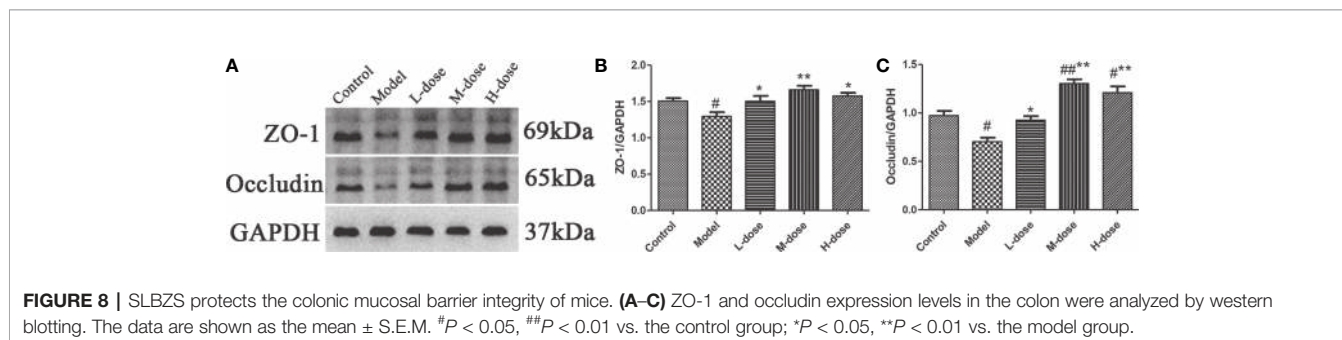 A
Control Model L-dose M-dose H-dose
ZO-1 69kDa
Occludin 65kDa
GAPDH 37kDa
B
ZO-1/GAPDH
2.0
1.5
1.0
0.5
0.0
# * ** *
Control Model L-dose M-dose H-dose
C
Occludin/GAPDH
1.5
1.0
0.5
0.0
# * ##** #**
Control Model L-dose M-dose H-dose
FIGURE 8 | SLBZS protects the colonic mucosal barrier integrity of mice. (A–C) ZO-1 and occludin expression levels in the colon were analyzed by western
blotting. The data are shown as the mean ± S.E.M. #P < 0.05, ##P < 0.01 vs. the control group; *P < 0.05, **P < 0.01 vs. the model group.